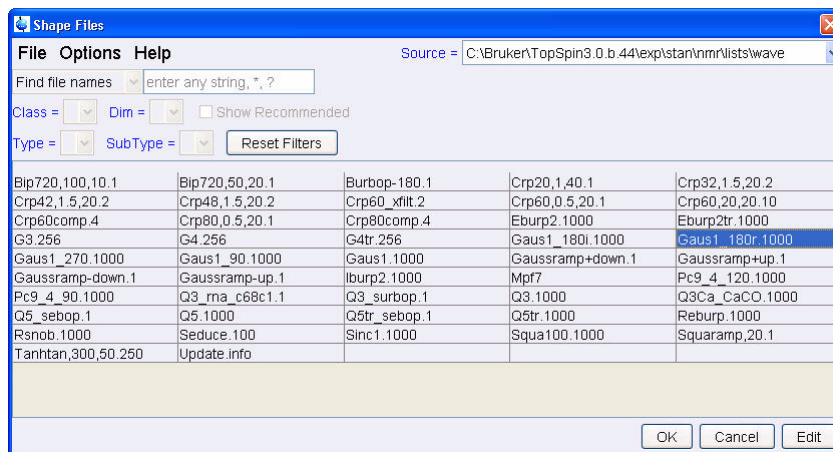 Shape Files
File Options Help Source = C:\Bruker\TopSpin3.0.b.44\exp\stan\nmr\lists\wave
Find file names enter any string, *, ?
Class = Dim = Show Recommended
Type = SubType = Reset Filters
Bip720,100,10.1 Bip720,50,20.1 Burbop-180.1 Crp20,1,40.1 Crp32,1.5,20.2
Crp42,1.5,20.2 Crp48,1.5,20.2 Crp60_xfilt.2 Crp60,0.5,20.1 Crp60,20,20.10
Crp60comp.4 Crp80,0.5,20.1 Crp80comp.4 Eburp2.1000 Eburp2tr.1000
G3.256 G4.256 G4tr.256 Gaus1_180i.1000 Gaus1_180r.1000
Gaus1_270.1000 Gaus1_90.1000 Gaus1.1000 Gaussramp+down.1 Gaussramp+up.1
Gaussramp-down.1 Gaussramp-up.1 Iburp2.1000 Mpf7 Pc9_4_120.1000
Pc9_4_90.1000 Q3_rna_c68c1.1 Q3_surbop.1 Q3.1000 Q3Ca_CaCO.1000
Q5_sebop.1 Q5.1000 Q5tr_sebop.1 Q5tr.1000 Reburp.1000
Rsnob.1000 Seduce.100 Sinc1.1000 Squa100.1000 Squaramp,20.1
Tanhtan,300,50.250 Update.info
OK Cancel Edit